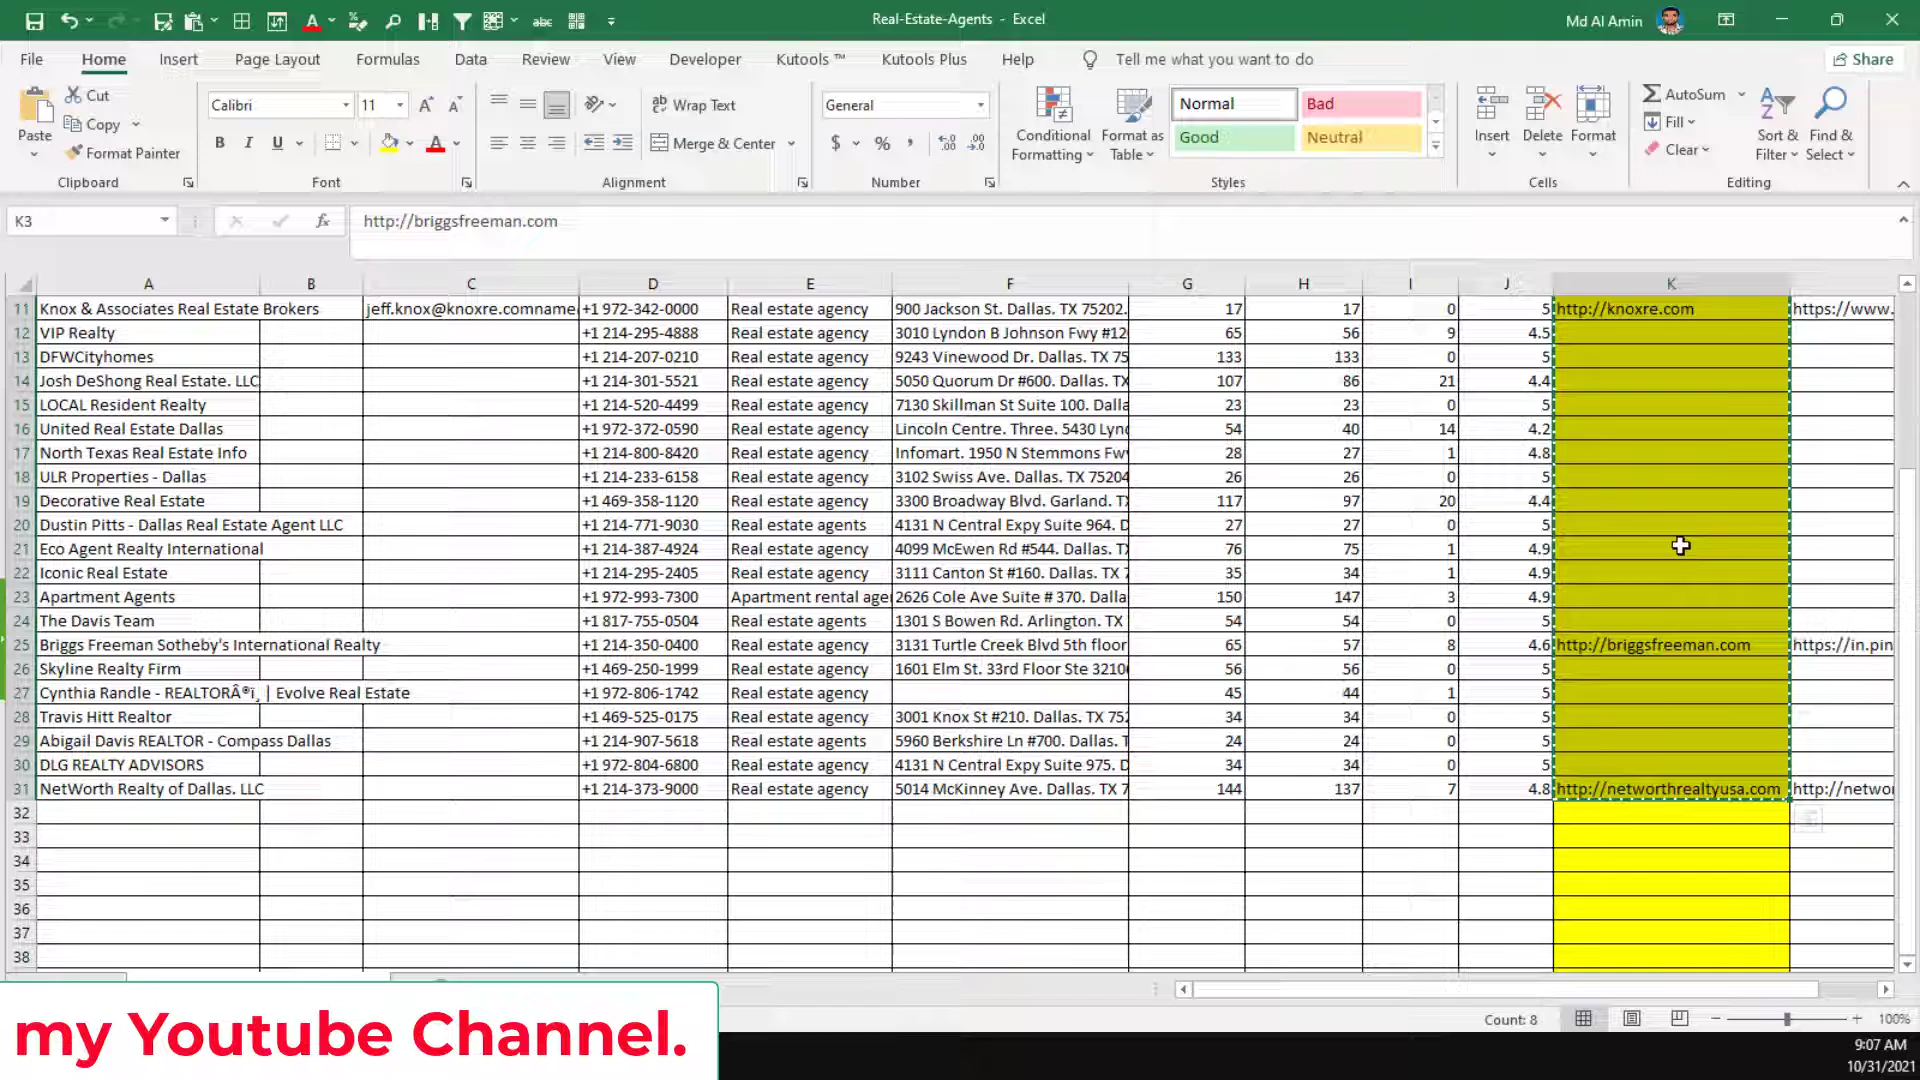 Real-Estate-Agents - Excel
Md Al Amin
File Home Insert Page Layout Formulas Data Review View Developer Kutools ™ Kutools Plus Help Tell me what you want to do Share
Paste Cut Copy Format Painter Clipboard
Calibri 11 A A B I U A Font
Wrap Text Merge & Center Alignment
General $ % , Number
Conditional Formatting Format as Table Normal Bad Good Neutral Styles
Insert Delete Format Cells
AutoSum Fill Clear Sort & Filter Find & Select Editing
K3 fx http://briggsfreeman.com
A B C D E F G H I J K
11 Knox & Associates Real Estate Brokers jeff.knox@knoxre.comname +1 972-342-0000 Real estate agency 900 Jackson St. Dallas. TX 75202. 17 17 0 5 http://knoxre.com https://www.
12 VIP Realty +1 214-295-4888 Real estate agency 3010 Lyndon B Johnson Fwy #12 65 56 9 4.5
13 DFWCityhomes +1 214-207-0210 Real estate agency 9243 Vinewood Dr. Dallas. TX 75 133 133 0 5
14 Josh DeShong Real Estate. LLC +1 214-301-5521 Real estate agency 5050 Quorum Dr #600. Dallas. TX 107 86 21 4.4
15 LOCAL Resident Realty +1 214-520-4499 Real estate agency 7130 Skillman St Suite 100. Dalla 23 23 0 5
16 United Real Estate Dallas +1 972-372-0590 Real estate agency Lincoln Centre. Three. 5430 Lynd 54 40 14 4.2
17 North Texas Real Estate Info +1 214-800-8420 Real estate agency Infomart. 1950 N Stemmons Fwy 28 27 1 4.8
18 ULR Properties - Dallas +1 214-233-6158 Real estate agency 3102 Swiss Ave. Dallas. TX 75204 26 26 0 5
19 Decorative Real Estate +1 469-358-1120 Real estate agency 3300 Broadway Blvd. Garland. TX 117 97 20 4.4
20 Dustin Pitts - Dallas Real Estate Agent LLC +1 214-771-9030 Real estate agents 4131 N Central Expy Suite 964. D 27 27 0 5
21 Eco Agent Realty International +1 214-387-4924 Real estate agency 4099 McEwen Rd #544. Dallas. TX 76 75 1 4.9
22 Iconic Real Estate +1 214-295-2405 Real estate agency 3111 Canton St #160. Dallas. TX 7 35 34 1 4.9
23 Apartment Agents +1 972-993-7300 Apartment rental age 2626 Cole Ave Suite # 370. Dalla 150 147 3 4.9
24 The Davis Team +1 817-755-0504 Real estate agents 1301 S Bowen Rd. Arlington. TX 54 54 0 5
25 Briggs Freeman Sotheby's International Realty +1 214-350-0400 Real estate agency 3131 Turtle Creek Blvd 5th floor 65 57 8 4.6 http://briggsfreeman.com https://in.pin
26 Skyline Realty Firm +1 469-250-1999 Real estate agency 1601 Elm St. 33rd Floor Ste 3210 56 56 0 5
27 Cynthia Randle - REALTORÂ®ï¸ | Evolve Real Estate +1 972-806-1742 Real estate agency 45 44 1 5
28 Travis Hitt Realtor +1 469-525-0175 Real estate agency 3001 Knox St #210. Dallas. TX 752 34 34 0 5
29 Abigail Davis REALTOR - Compass Dallas +1 214-907-5618 Real estate agents 5960 Berkshire Ln #700. Dallas. T 24 24 0 5
30 DLG REALTY ADVISORS +1 972-804-6800 Real estate agency 4131 N Central Expy Suite 975. D 34 34 0 5
31 NetWorth Realty of Dallas. LLC +1 214-373-9000 Real estate agency 5014 McKinney Ave. Dallas. TX 7 144 137 7 4.8 http://networthrealtyusa.com http://networ
32
33
34
35
36
37
38
my Youtube Channel.
Count: 8 100%
9:07 AM
10/31/2021